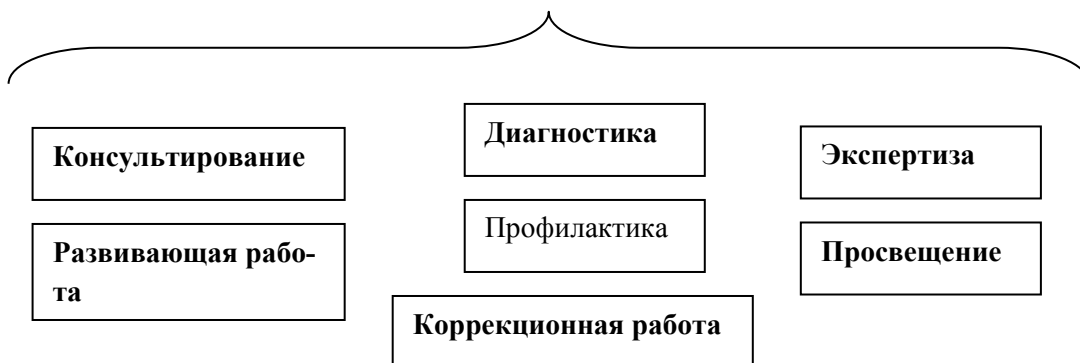 Консультирование
Развивающая рабо-
та
Диагностика
Профилактика
Коррекционная работа
Экспертиза
Просвещение